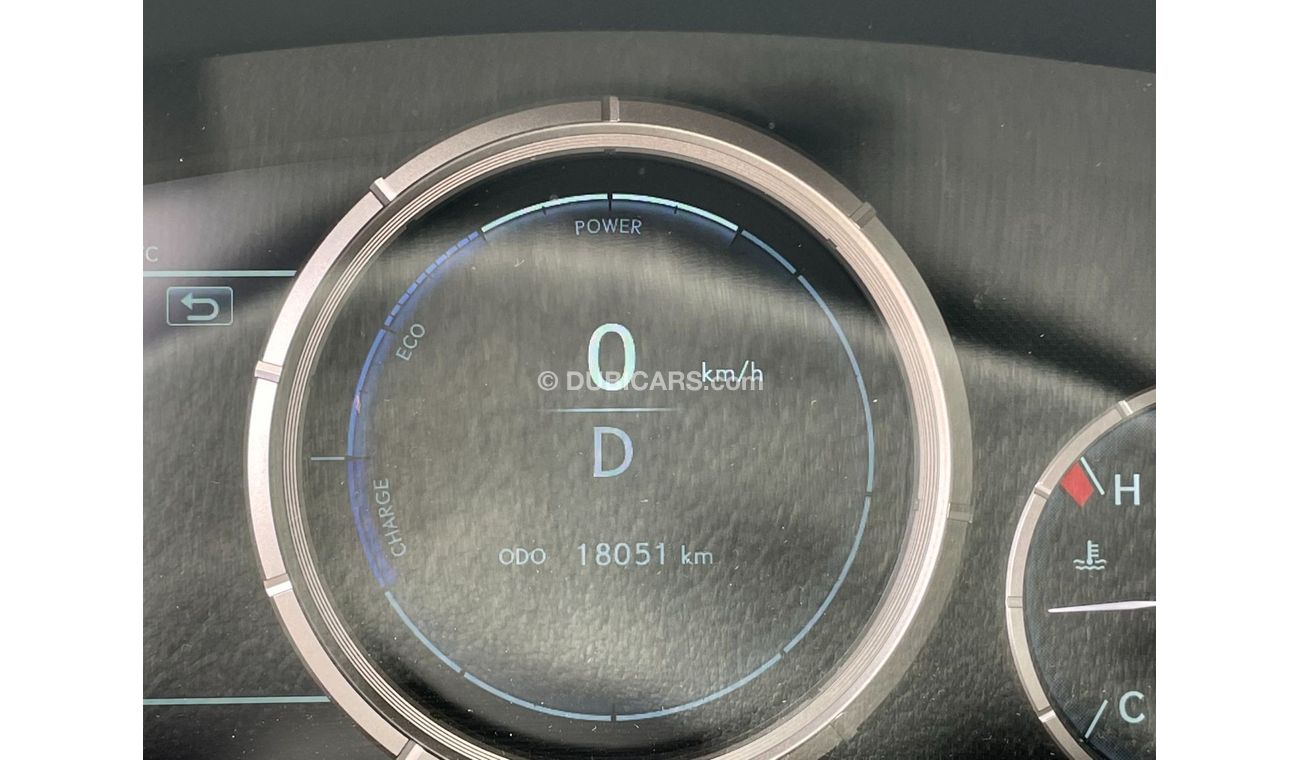 °C
POWER
ECO
0 km/h
© DUBICARS.com
D
CHARGE
H
ODO 18051 km
C